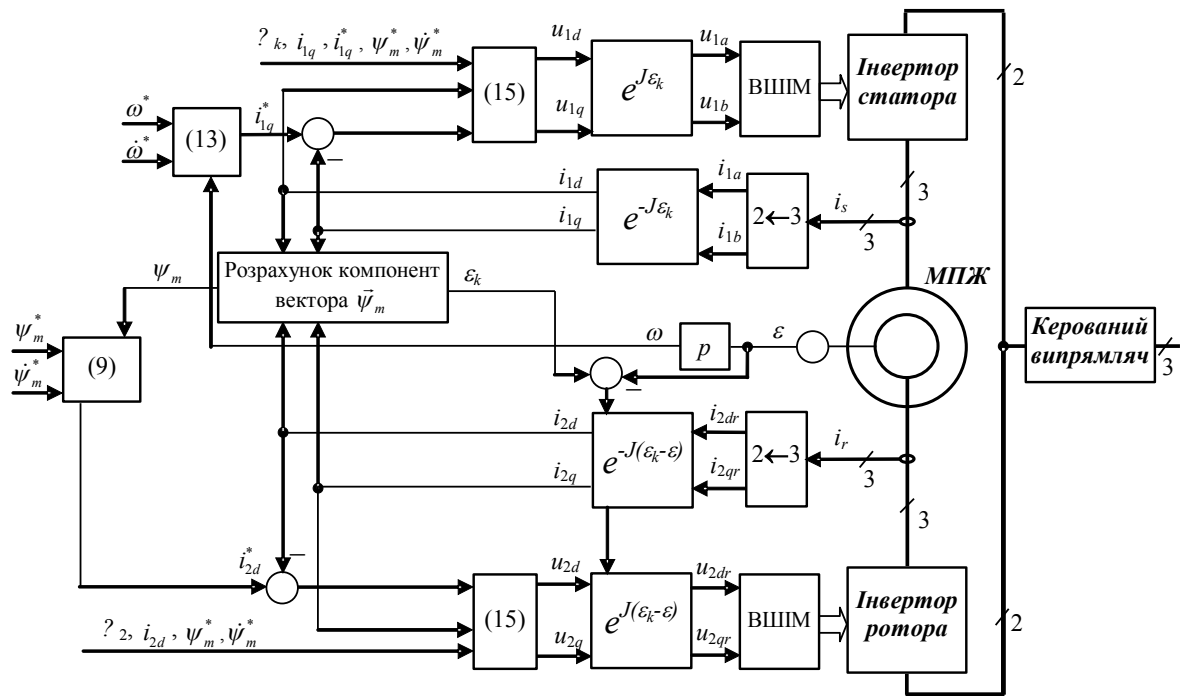 ?k, i1q, i*1q, ψ*m, ψ̇*m
u1d
u1q
(15)
e^Jεk
u1a
u1b
ВШІМ
Інвертор
статора
2
ω*
ω̇*
(13)
i*1q
−
i1d
i1q
e^-Jεk
i1a
i1b
2←3
is
3
3
ψm
Розрахунок компонент
вектора ψ⃗m
εk
МПЖ
Керований
випрямляч
3
ψ*m
ψ̇*m
(9)
ω
p
ε
−
i2d
i2q
e^-J(εk-ε)
i2dr
i2qr
2←3
ir
3
3
i*2d
−
?2, i2d, ψ*m, ψ̇*m
(15)
u2d
u2q
e^J(εk-ε)
u2dr
u2qr
ВШІМ
Інвертор
ротора
2